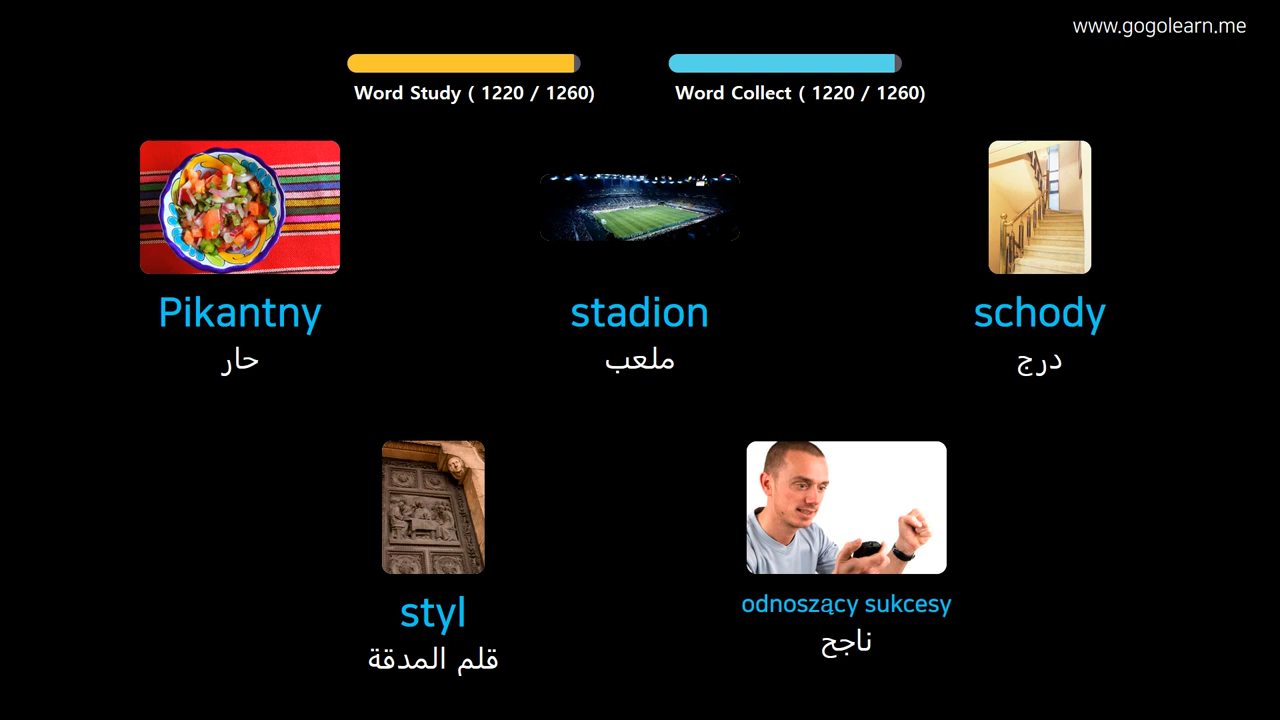 www.gogolearn.me
Word Study ( 1220 / 1260)
Word Collect ( 1220 / 1260)
Pikantny
حار
stadion
ملعب
schody
درج
styl
قلم المدقة
odnoszący sukcesy
ناجح